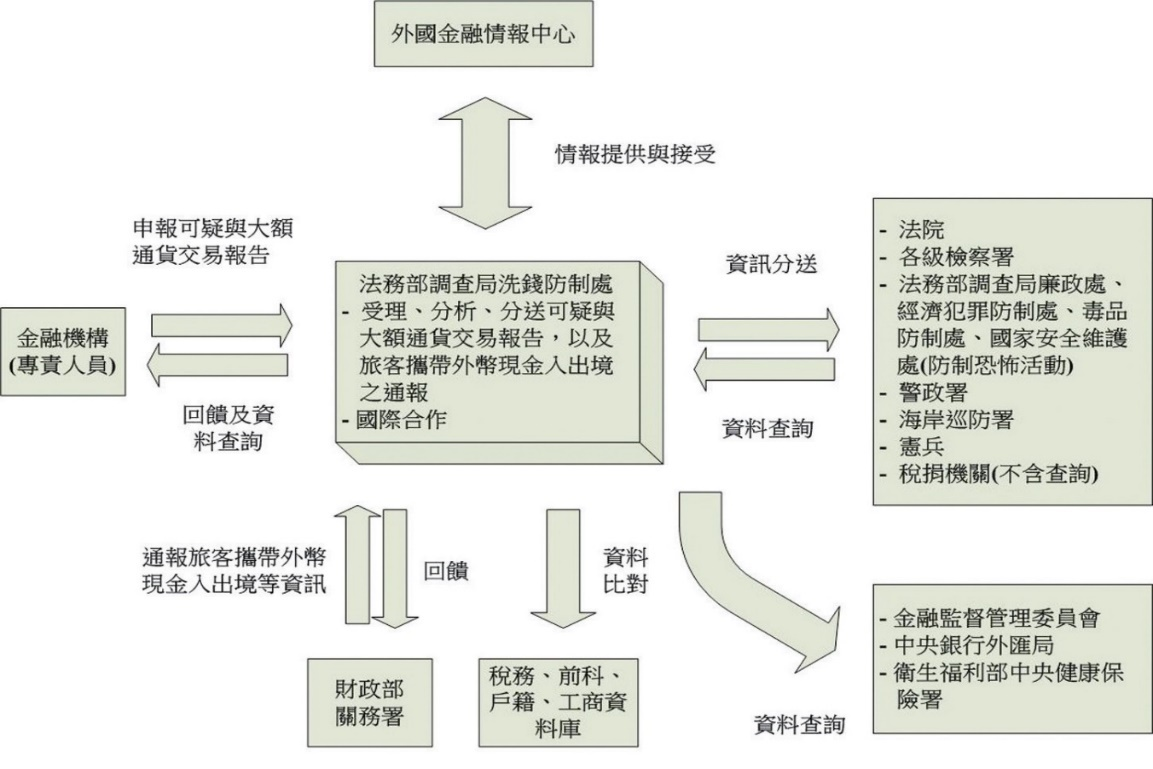 外國金融情報中心
情報提供與接受
申報可疑與大額
通貨交易報告
金融機構
(專責人員)
回饋及資
料查詢
法務部調查局洗錢防制處
- 受理、分析、分送可疑與
大額通貨交易報告，以及
旅客攜帶外幣現金入出境
之通報
- 國際合作
資訊分送
資料查詢
- 法院
- 各級檢察署
- 法務部調查局廉政處、
經濟犯罪防制處、毒品
防制處、國家安全維護
處(防制恐怖活動)
- 警政署
- 海岸巡防署
- 憲兵
- 稅捐機關(不含查詢)
通報旅客攜帶外幣
現金入出境等資訊
回饋
資料
比對
財政部
關務署
稅務、前科、
戶籍、工商資
料庫
資料查詢
- 金融監督管理委員會
- 中央銀行外匯局
- 衛生福利部中央健康保
險署